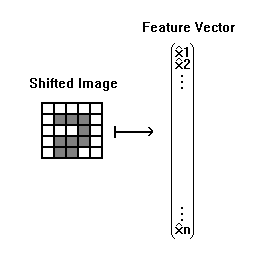 Feature Vector
Shifted Image
x̂1
x̂2
⋮
⋮
x̂n